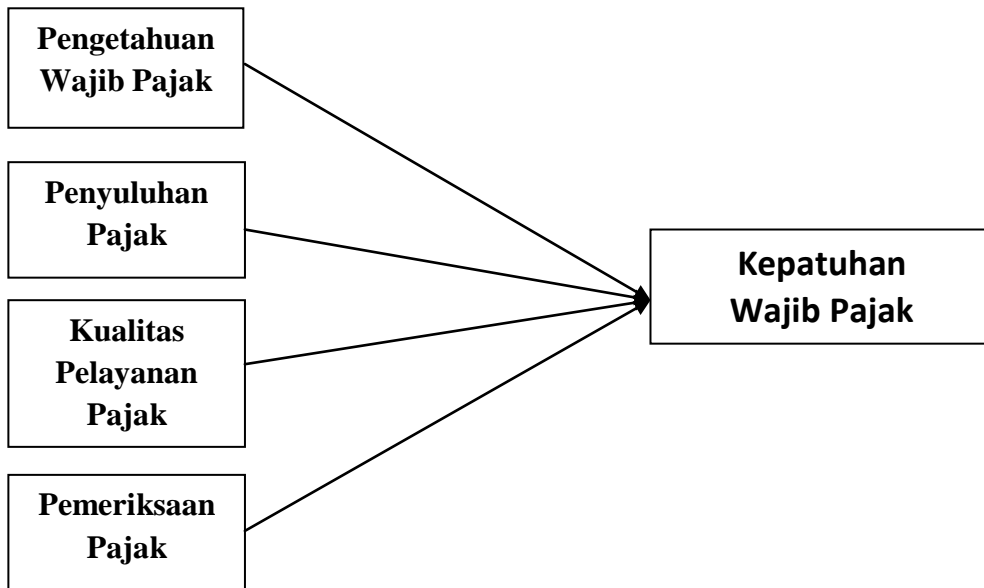 Pengetahuan
Wajib Pajak
Penyuluhan
Pajak
Kualitas
Pelayanan
Pajak
Pemeriksaan
Pajak
Kepatuhan
Wajib Pajak